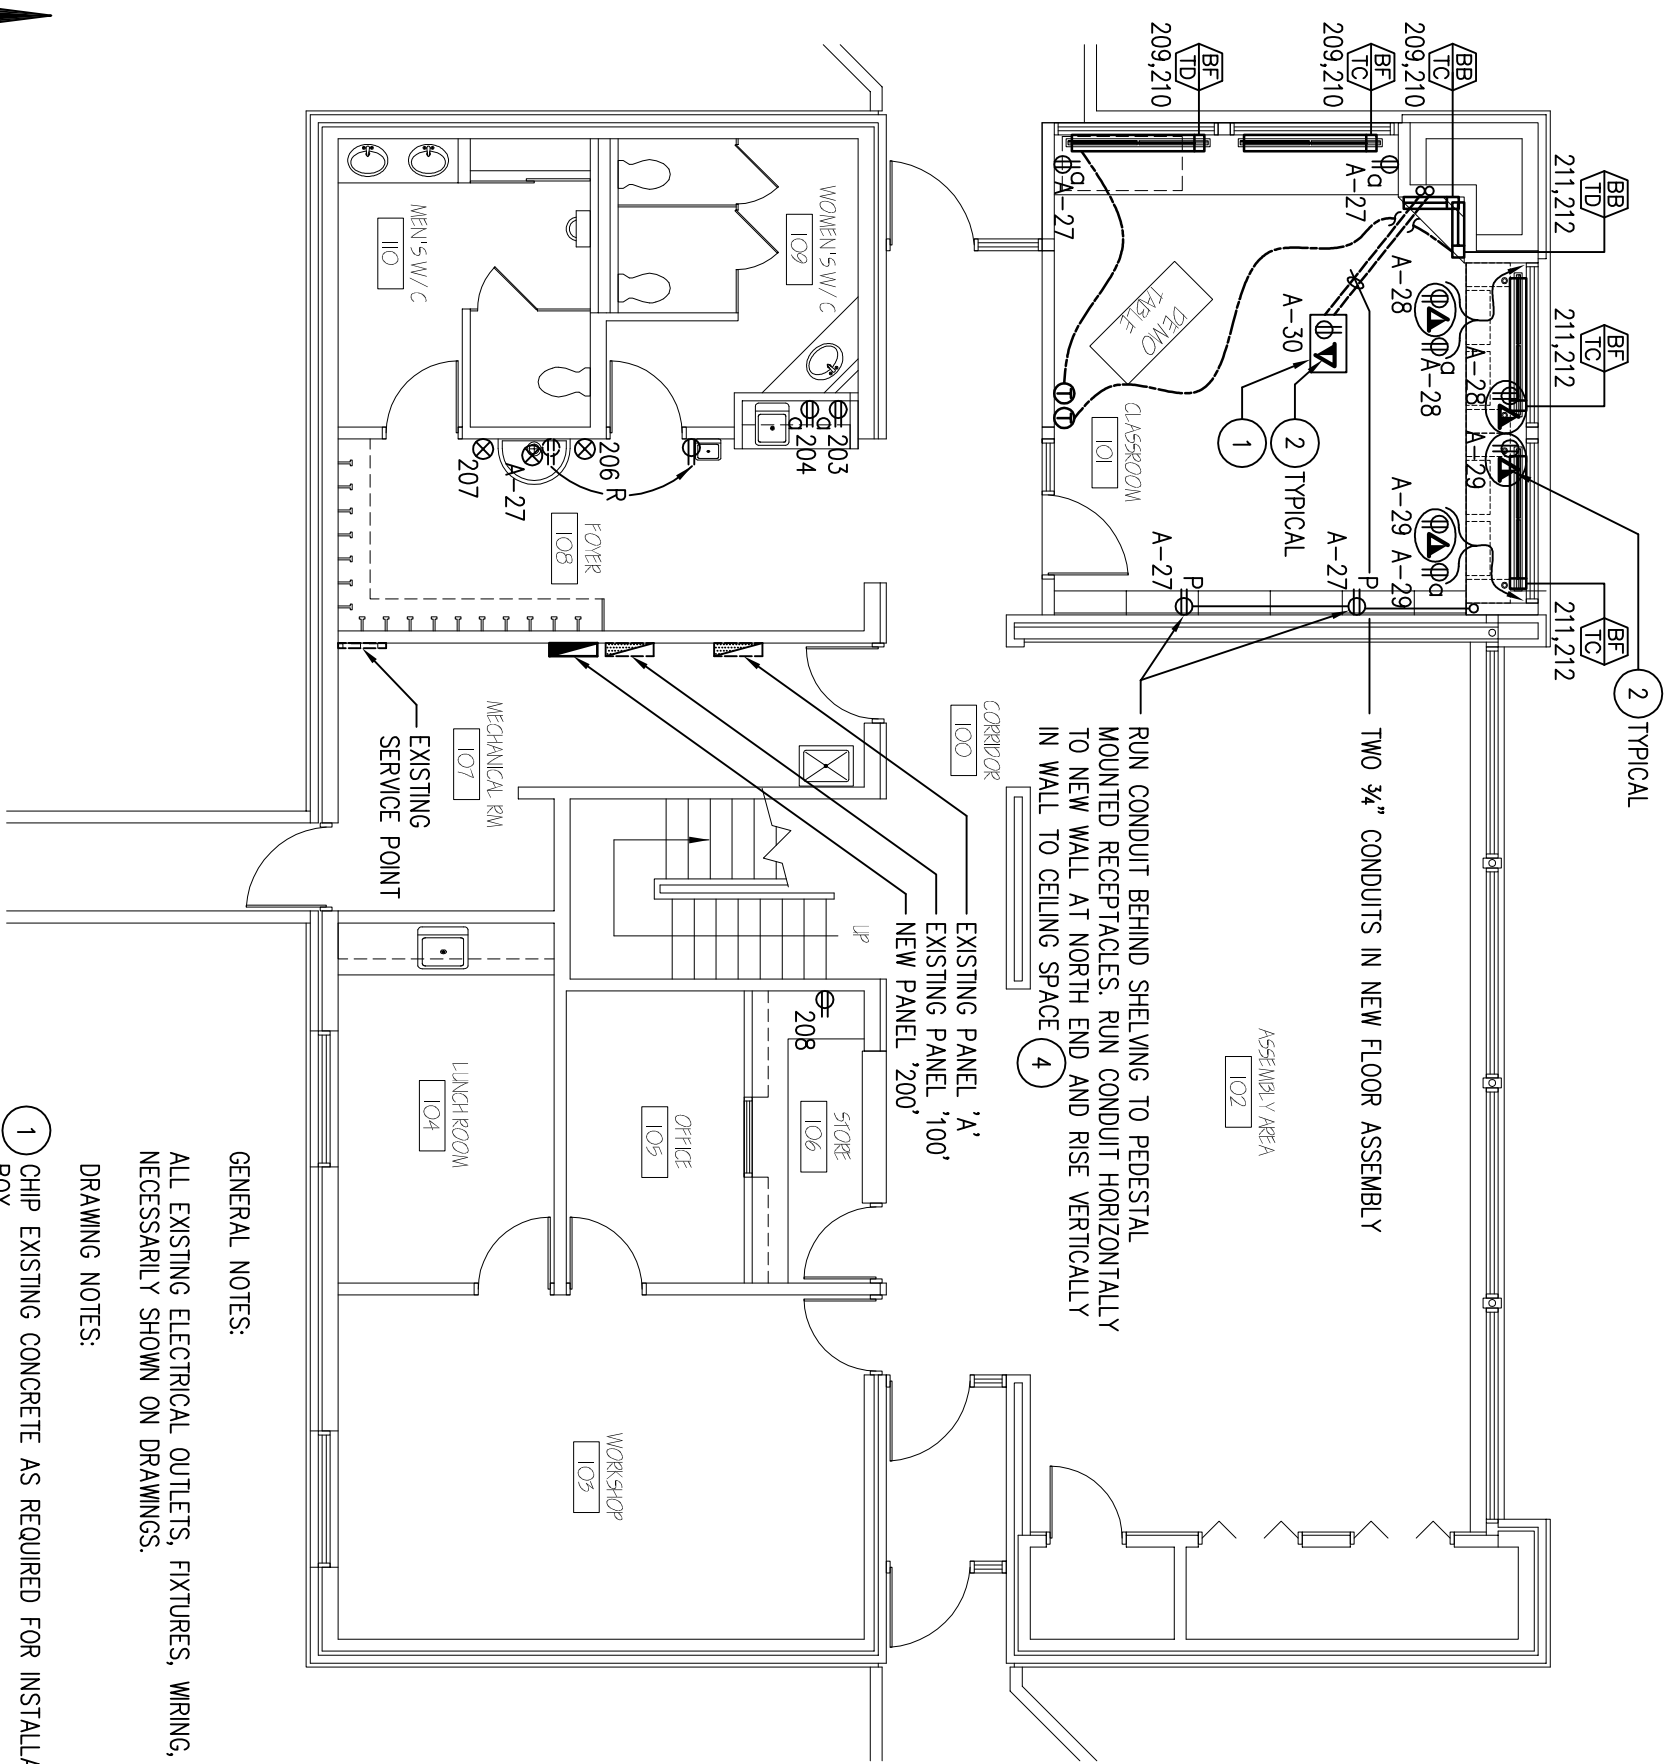 BB
TD
211,212
BF
TC
211,212
BF
TC
211,212
2 TYPICAL
BB
TC
209,210
BF
TC
209,210
BF
TD
209,210
a
A-27
a
A-27
A-28
a
A-28
A-28
A-29
A-29
A-29
a
A-30
2 TYPICAL
1
DEMO
TABLE
T T
CLASSROOM
101
P
A-27
P
A-27
TWO ¾" CONDUITS IN NEW FLOOR ASSEMBLY
RUN CONDUIT BEHIND SHELVING TO PEDESTAL
MOUNTED RECEPTACLES. RUN CONDUIT HORIZONTALLY
TO NEW WALL AT NORTH END AND RISE VERTICALLY
IN WALL TO CEILING SPACE 4
ASSEMBLY AREA
102
CORRIDOR
100
EXISTING PANEL 'A'
EXISTING PANEL '100'
NEW PANEL '200'
WOMEN'S W/C
109
MEN'S W/C
110
203
a
204
a
206 R
A-27
207
FOYER
108
MECHANICAL RM
107
EXISTING
SERVICE POINT
UP
208
STORE
106
OFFICE
105
LUNCH ROOM
104
WORKSHOP
103
GENERAL NOTES:
ALL EXISTING ELECTRICAL OUTLETS, FIXTURES, WIRING,
NECESSARILY SHOWN ON DRAWINGS.
DRAWING NOTES:
1 CHIP EXISTING CONCRETE AS REQUIRED FOR INSTALLA
BOX